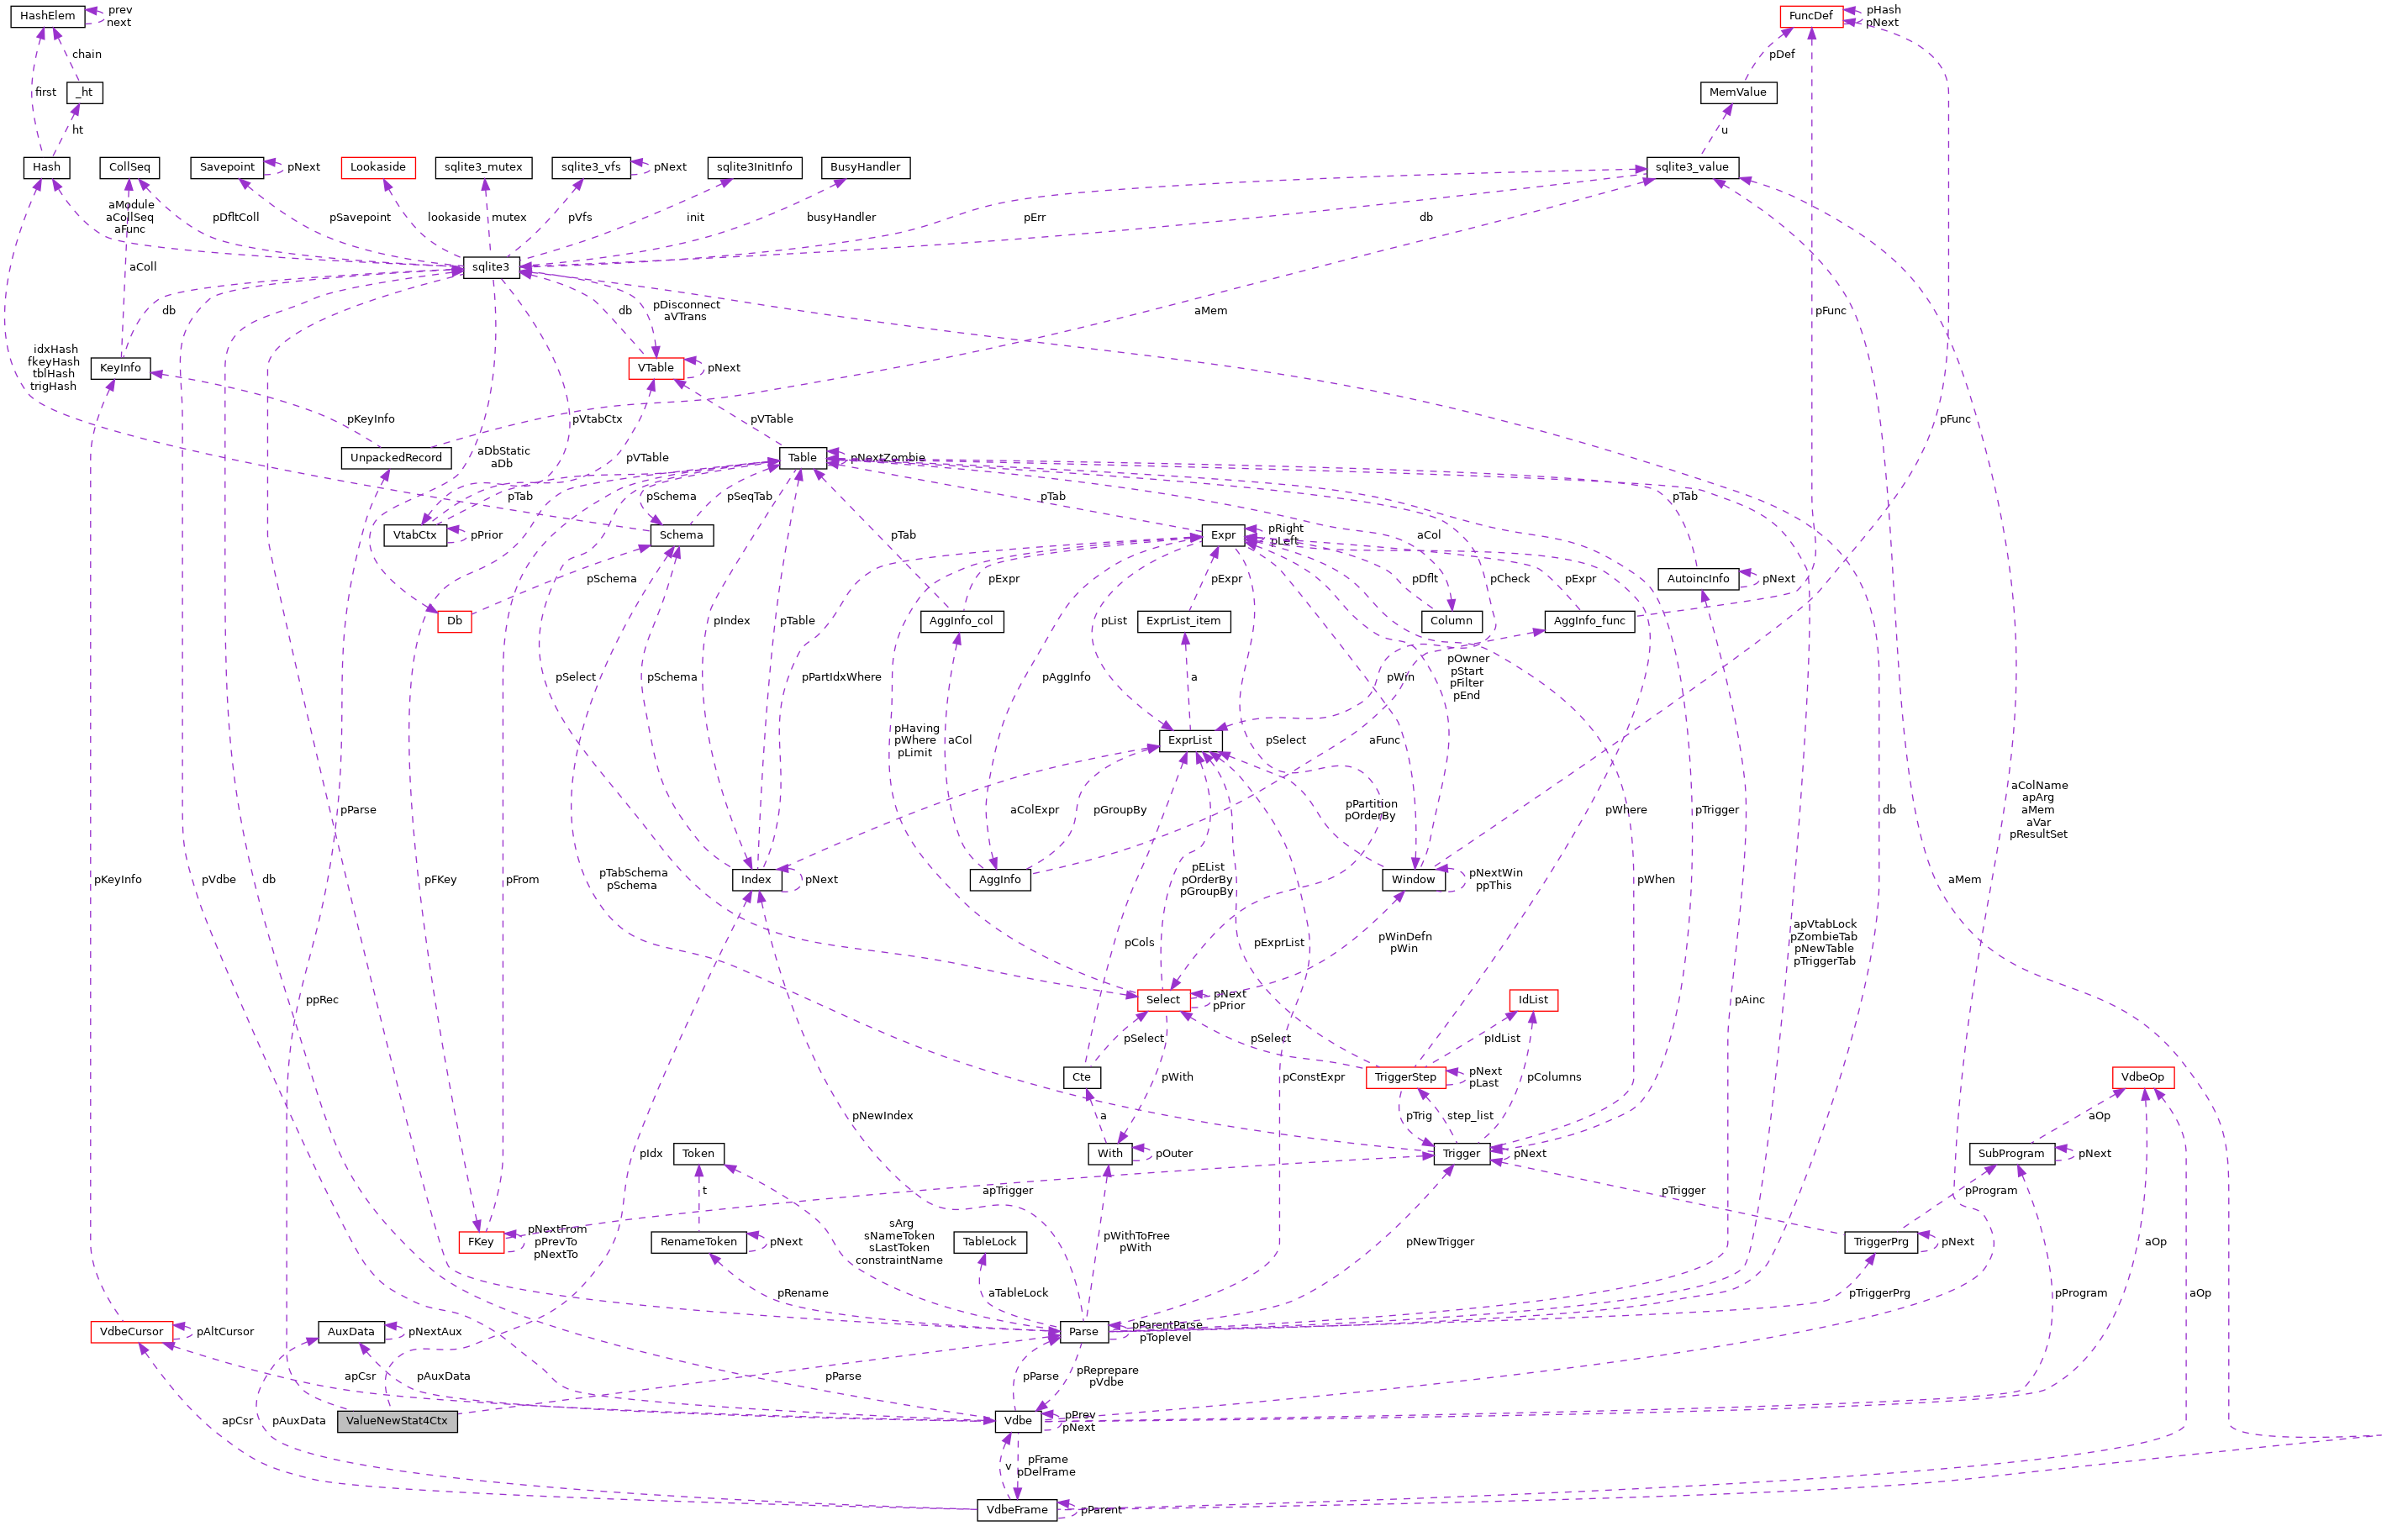 HashElem
prev
next
FuncDef
pHash
pNext
chain
pDef
first
_ht
MemValue
ht
u
Hash
CollSeq
Savepoint
pNext
Lookaside
sqlite3_mutex
sqlite3_vfs
pNext
sqlite3InitInfo
BusyHandler
sqlite3_value
aModule
aCollSeq
aFunc
pDfltColl
pSavepoint
lookaside
mutex
pVfs
init
busyHandler
pErr
db
aColl
sqlite3
db
pDisconnect
aVTrans
db
aMem
pFunc
idxHash
fkeyHash
tblHash
trigHash
KeyInfo
VTable
pNext
pKeyInfo
pVtabCtx
pVTable
pFunc
UnpackedRecord
aDbStatic
aDb
pVTable
Table
pNextZombie
pTab
pSchema
pSeqTab
pTab
pTab
VtabCtx
pPrior
Schema
pTab
Expr
pRight
pLeft
aCol
pSchema
pExpr
pExpr
pDflt
pCheck
pExpr
AutoincInfo
pNext
Db
pIndex
pTable
AggInfo_col
pList
ExprList_item
Column
AggInfo_func
pSelect
pSchema
pPartIdxWhere
pAggInfo
a
pWin
pOwner
pStart
pFilter
pEnd
pHaving
pWhere
pLimit
aCol
ExprList
pSelect
aFunc
pParse
aColExpr
pGroupBy
pPartition
pOrderBy
pWhere
pTrigger
db
aColName
apArg
aMem
aVar
pResultSet
pKeyInfo
pVdbe
db
pFKey
pFrom
pTabSchema
pSchema
Index
pNext
AggInfo
pEList
pOrderBy
pGroupBy
Window
pNextWin
ppThis
pWhen
aMem
pCols
pExprList
pWinDefn
pWin
apVtabLock
pZombieTab
pNewTable
pTriggerTab
ppRec
Select
pNext
pPrior
IdList
pAinc
pSelect
pSelect
pIdList
Cte
pWith
pConstExpr
TriggerStep
pNext
pLast
pColumns
VdbeOp
pNewIndex
a
pTrig
step_list
aOp
pIdx
Token
With
pOuter
Trigger
pNext
SubProgram
pNext
t
apTrigger
pTrigger
pProgram
FKey
pNextFrom
pPrevTo
pNextTo
RenameToken
pNext
sArg
sNameToken
sLastToken
constraintName
TableLock
pWithToFree
pWith
pNewTrigger
TriggerPrg
pNext
aOp
pRename
aTableLock
pTriggerPrg
pProgram
aOp
VdbeCursor
pAltCursor
AuxData
pNextAux
Parse
pParentParse
pToplevel
apCsr
pAuxData
pParse
pParse
pReprepare
pVdbe
apCsr
pAuxData
ValueNewStat4Ctx
Vdbe
pPrev
pNext
v
pFrame
pDelFrame
VdbeFrame
pParent